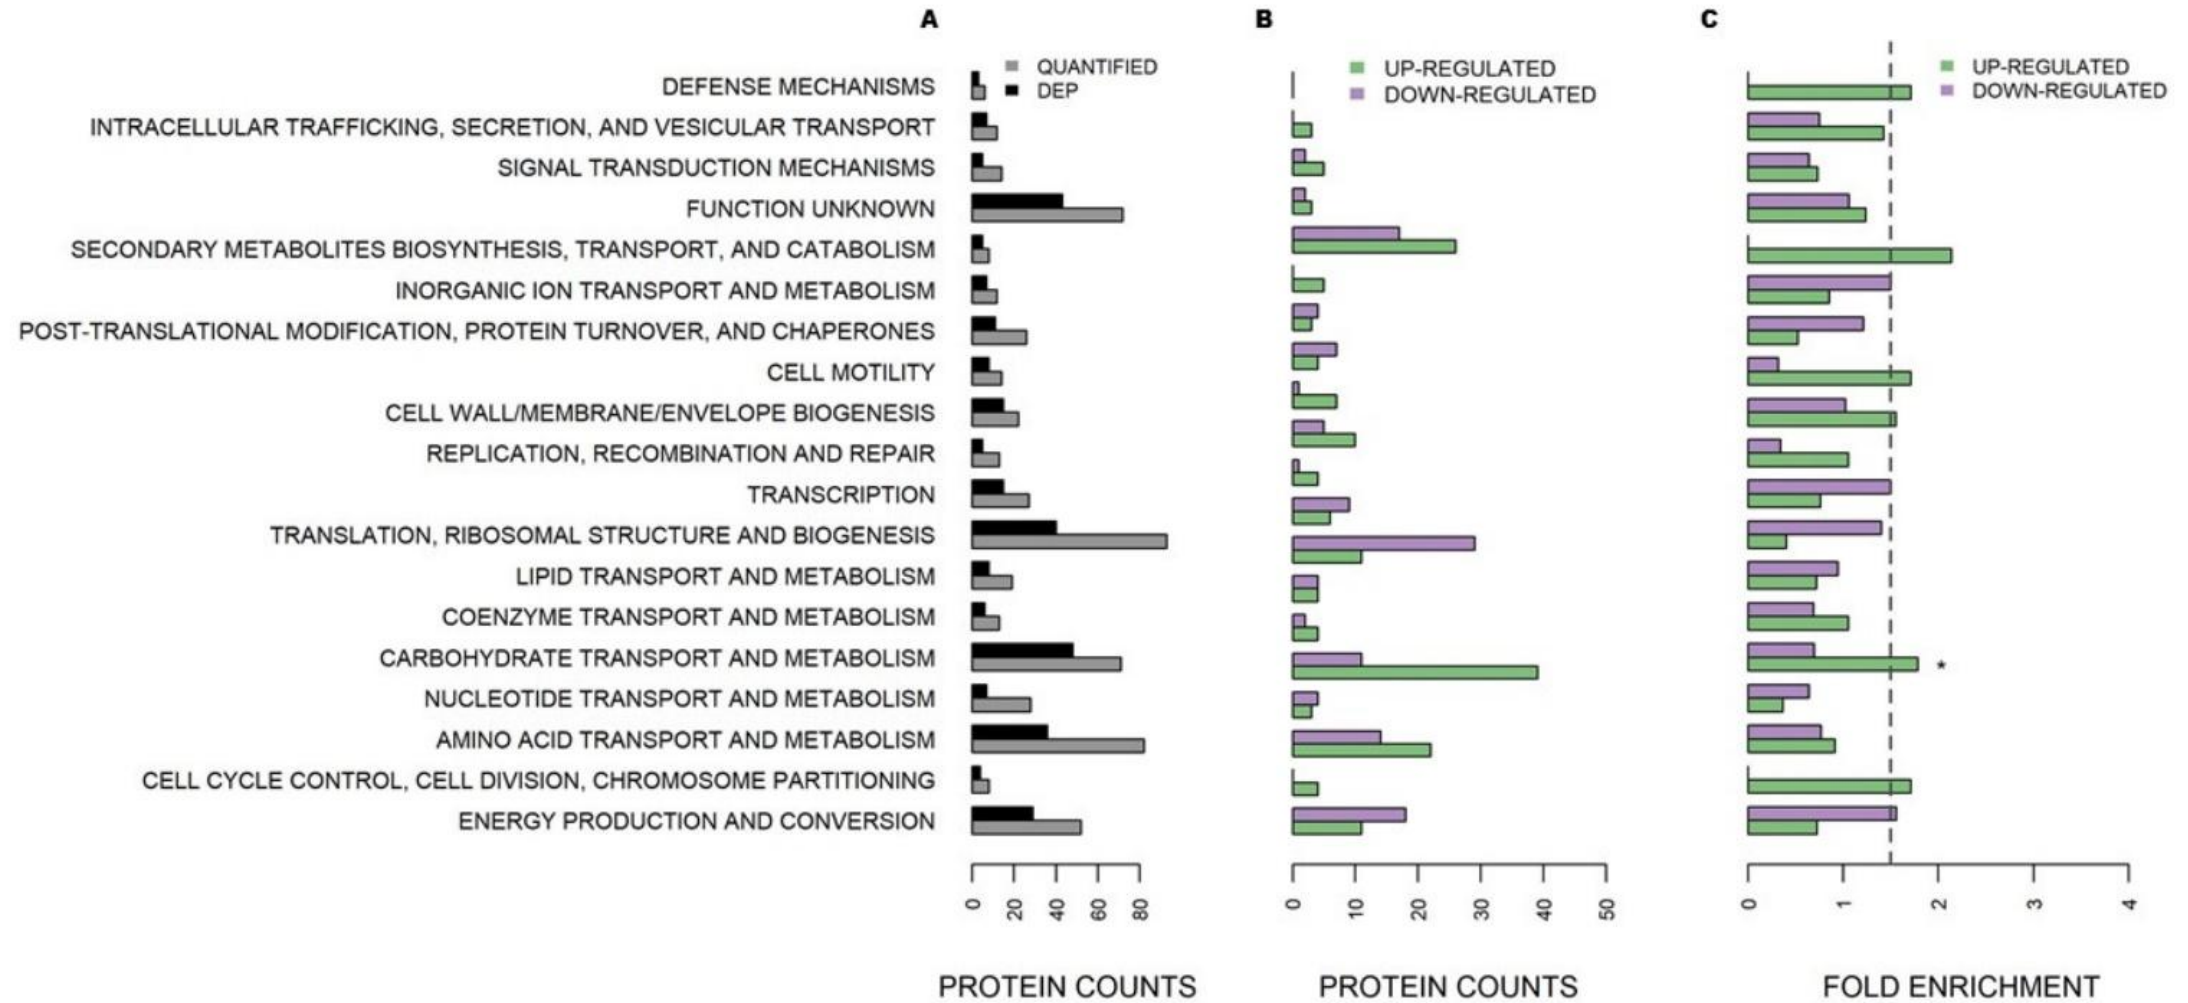 A
B
C
QUANTIFIED
DEP
UP-REGULATED
DOWN-REGULATED
UP-REGULATED
DOWN-REGULATED
DEFENSE MECHANISMS
INTRACELLULAR TRAFFICKING, SECRETION, AND VESICULAR TRANSPORT
SIGNAL TRANSDUCTION MECHANISMS
FUNCTION UNKNOWN
SECONDARY METABOLITES BIOSYNTHESIS, TRANSPORT, AND CATABOLISM
INORGANIC ION TRANSPORT AND METABOLISM
POST-TRANSLATIONAL MODIFICATION, PROTEIN TURNOVER, AND CHAPERONES
CELL MOTILITY
CELL WALL/MEMBRANE/ENVELOPE BIOGENESIS
REPLICATION, RECOMBINATION AND REPAIR
TRANSCRIPTION
TRANSLATION, RIBOSOMAL STRUCTURE AND BIOGENESIS
LIPID TRANSPORT AND METABOLISM
COENZYME TRANSPORT AND METABOLISM
CARBOHYDRATE TRANSPORT AND METABOLISM
*
NUCLEOTIDE TRANSPORT AND METABOLISM
AMINO ACID TRANSPORT AND METABOLISM
CELL CYCLE CONTROL, CELL DIVISION, CHROMOSOME PARTITIONING
ENERGY PRODUCTION AND CONVERSION
0 20 40 60 80
0 10 20 30 40 50
0 1 2 3 4
PROTEIN COUNTS
PROTEIN COUNTS
FOLD ENRICHMENT